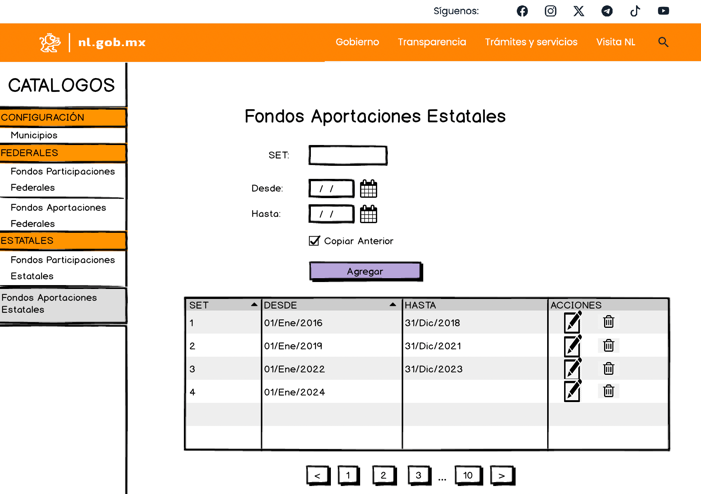 Síguenos:
nl.gob.mx
Gobierno Transparencia Trámites y servicios Visita NL
CATALOGOS
CONFIGURACIÓN
Municipios
FEDERALES
Fondos Participaciones
Federales
Fondos Aportaciones
Federales
ESTATALES
Fondos Participaciones
Estatales
Fondos Aportaciones
Estatales
Fondos Aportaciones Estatales
SET:
Desde: / /
Hasta: / /
Copiar Anterior
Agregar
SET DESDE HASTA ACCIONES
1 01/Ene/2016 31/Dic/2018
2 01/Ene/2019 31/Dic/2021
3 01/Ene/2022 31/Dic/2023
4 01/Ene/2024
< 1 2 3 ... 10 >